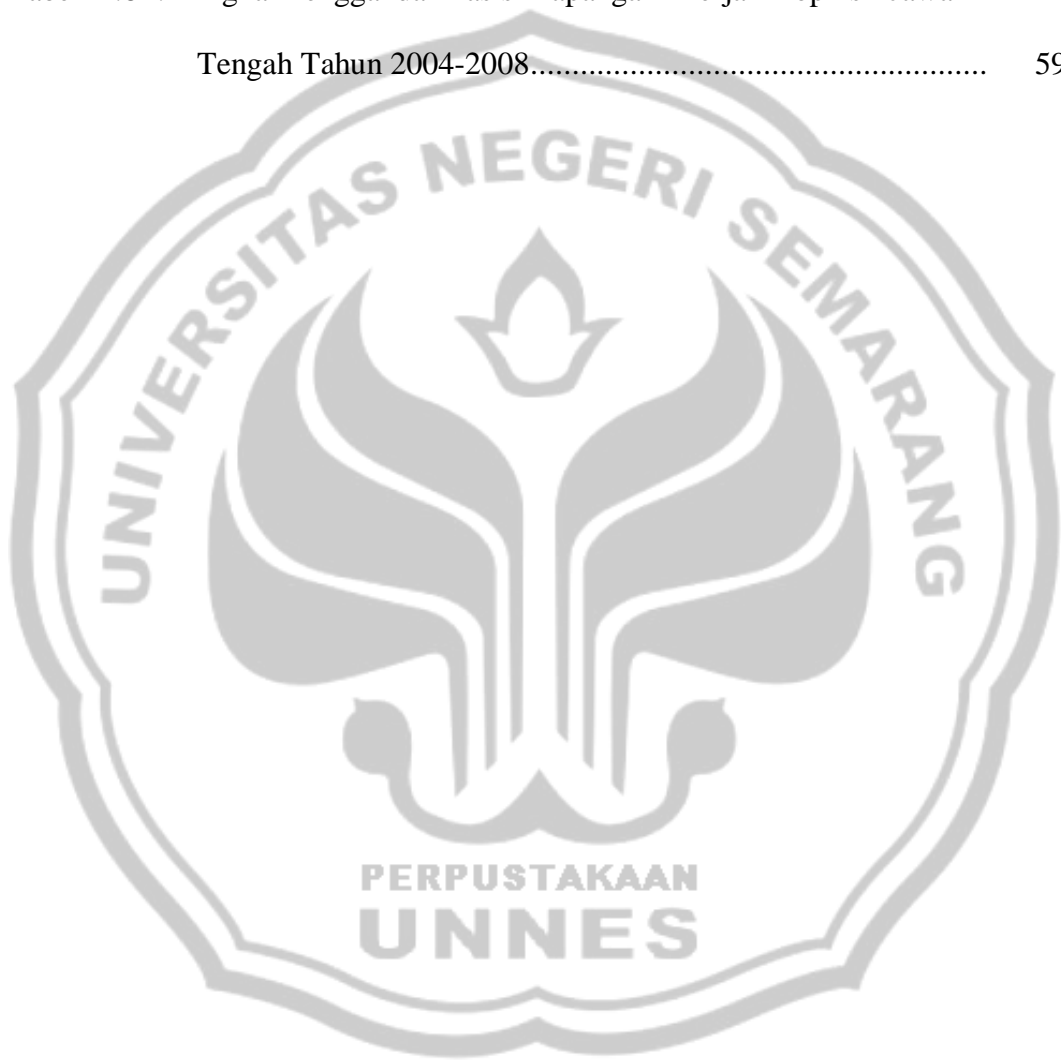 Tengah Tahun 2004-2008........................................................ 59
UNIVERSITAS NEGERI SEMARANG
PERPUSTAKAAN
UNNES